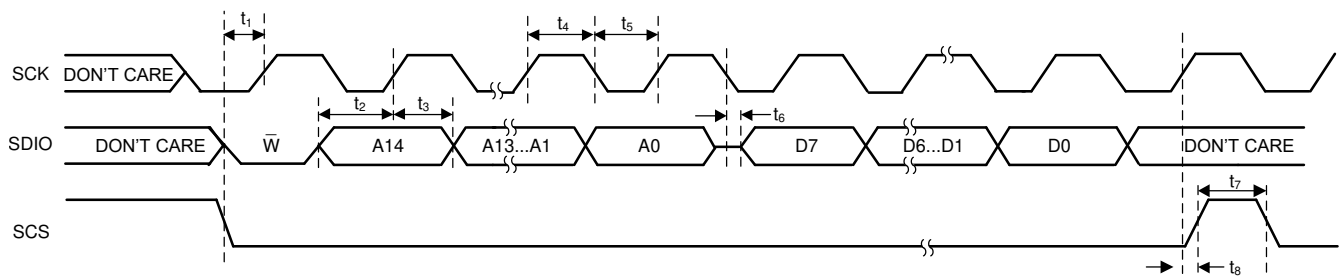 t1 t4 t5
SCK DON'T CARE
t2 t3 t6
SDIO DON'T CARE W̅ A14 A13...A1 A0 D7 D6...D1 D0 DON'T CARE
t7
SCS
t8